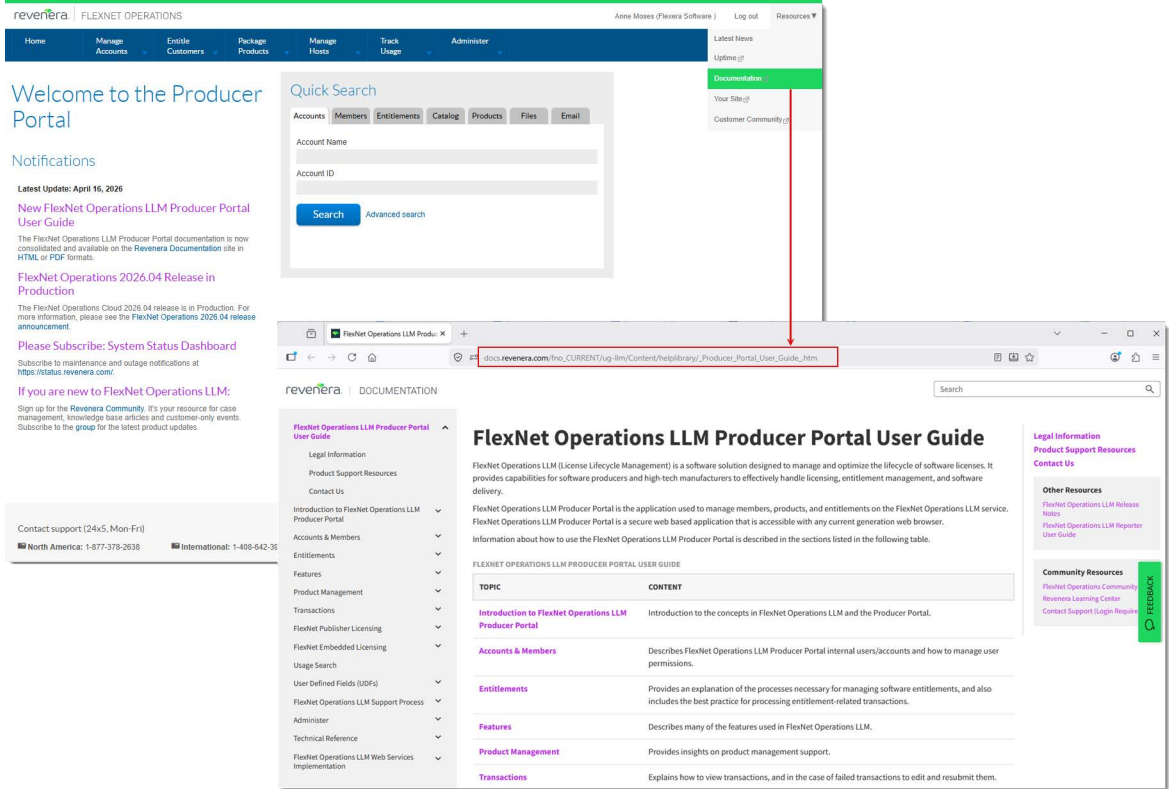 revenera. FLEXNET OPERATIONS
Anne Moses (Flexera Software ) Log out Resources▼
Home
Manage Accounts
Entitle Customers
Package Products
Manage Hosts
Track Usage
Administer
Latest News
Uptime
Documentation
Your Site
Customer Community
Welcome to the Producer
Portal
Notifications
Latest Update: April 16, 2026
New FlexNet Operations LLM Producer Portal
User Guide
The FlexNet Operations LLM Producer Portal documentation is now
consolidated and available on the Revenera Documentation site in
HTML or PDF formats.
FlexNet Operations 2026.04 Release in
Production
The FlexNet Operations Cloud 2026.04 release is in Production. For
more information, please see the FlexNet Operations 2026.04 release
announcement.
Please Subscribe: System Status Dashboard
Subscribe to maintenance and outage notifications at
https://status.revenera.com/.
If you are new to FlexNet Operations LLM:
Sign up for the Revenera Community. It's your resource for case
management, knowledge base articles and customer-only events.
Subscribe to the group for the latest product updates.
Quick Search
Accounts Members Entitlements Catalog Products Files Email
Account Name
Account ID
Search Advanced search
Contact support (24x5, Mon-Fri)
North America: 1-877-378-2638 International: 1-408-642-39
FlexNet Operations LLM Produc
docs.revenera.com/fno_CURRENT/ug-llm/Content/helplibrary/_Producer_Portal_User_Guide_.htm
revenera. DOCUMENTATION
Search
FlexNet Operations LLM Producer Portal
User Guide
Legal Information
Product Support Resources
Contact Us
Introduction to FlexNet Operations LLM
Producer Portal
Accounts & Members
Entitlements
Features
Product Management
Transactions
FlexNet Publisher Licensing
FlexNet Embedded Licensing
Usage Search
User Defined Fields (UDFs)
FlexNet Operations LLM Support Process
Administer
Technical Reference
FlexNet Operations LLM Web Services
Implementation
FlexNet Operations LLM Producer Portal User Guide
FlexNet Operations LLM (License Lifecycle Management) is a software solution designed to manage and optimize the lifecycle of software licenses. It
provides capabilities for software producers and high-tech manufacturers to effectively handle licensing, entitlement management, and software
delivery.
FlexNet Operations LLM Producer Portal is the application used to manage members, products, and entitlements on the FlexNet Operations LLM service.
FlexNet Operations LLM Producer Portal is a secure web based application that is accessible with any current generation web browser.
Information about how to use the FlexNet Operations LLM Producer Portal is described in the sections listed in the following table.
FLEXNET OPERATIONS LLM PRODUCER PORTAL USER GUIDE
TOPIC CONTENT
Introduction to FlexNet Operations LLM
Producer Portal
Introduction to the concepts in FlexNet Operations LLM and the Producer Portal.
Accounts & Members
Describes FlexNet Operations LLM Producer Portal internal users/accounts and how to manage user
permissions.
Entitlements
Provides an explanation of the processes necessary for managing software entitlements, and also
includes the best practice for processing entitlement-related transactions.
Features
Describes many of the features used in FlexNet Operations LLM.
Product Management
Provides insights on product management support.
Transactions
Explains how to view transactions, and in the case of failed transactions to edit and resubmit them.
Legal Information
Product Support Resources
Contact Us
Other Resources
FlexNet Operations LLM Release
Notes
FlexNet Operations LLM Reporter
User Guide
Community Resources
FlexNet Operations Community
Revenera Learning Center
Contact Support (Login Require
FEEDBACK